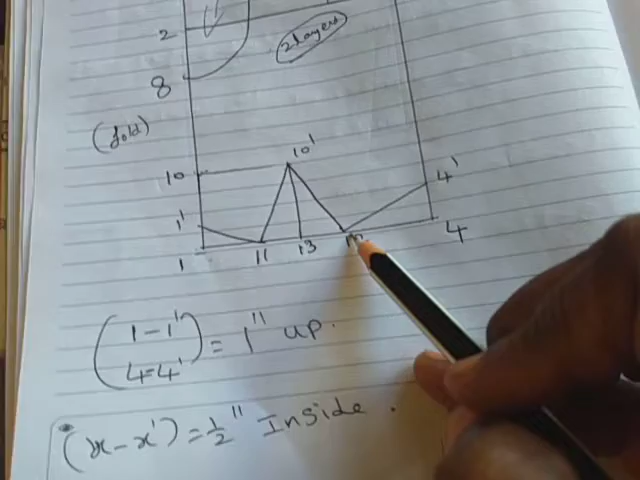 2
2 layers
8
(fold)
10'
10
4'
1'
4
1 11 13
(1-1') = 1" up.
4-4'
(x-x') = 1/2" Inside.